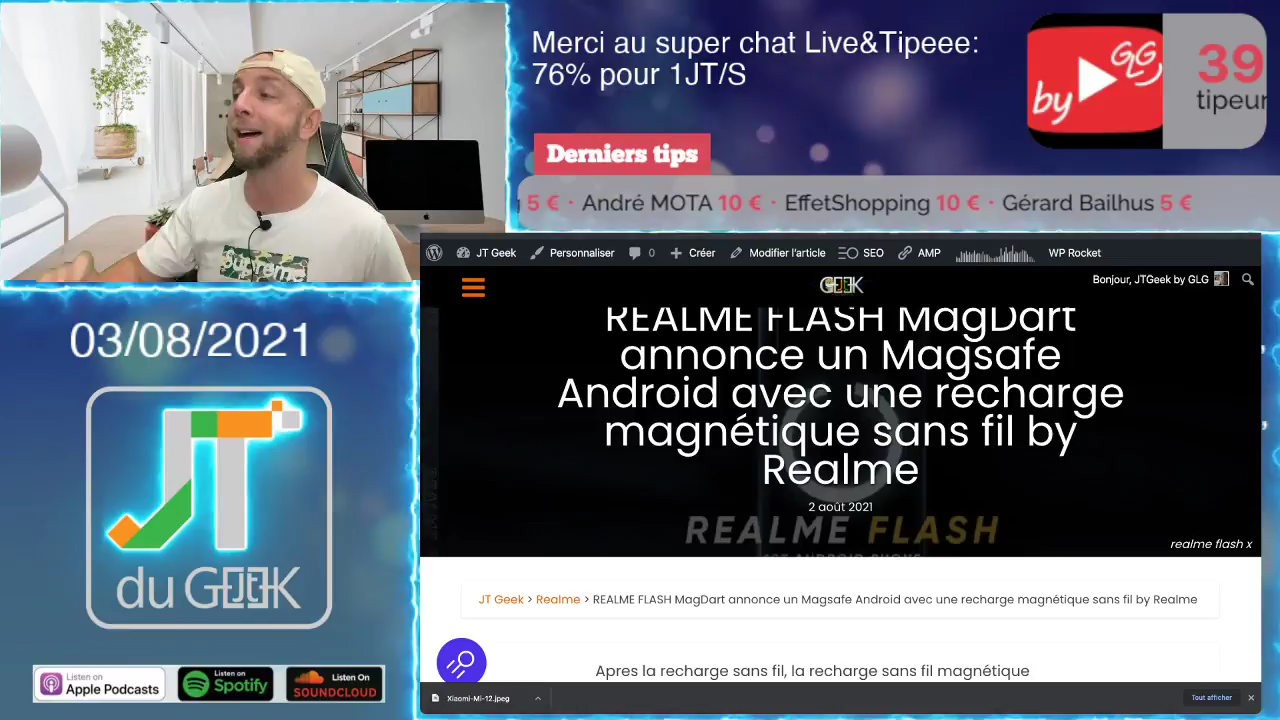 Merci au super chat Live&Tipeee:
76% pour 1JT/S
by GLG
39
tipeur
Derniers tips
5 € · André MOTA 10 € · EffetShopping 10 € · Gérard Bailhus 5 €
Supreme
JT Geek Personnaliser 0 Créer Modifier l'article SEO AMP WP Rocket
GEEK
Bonjour, JTGeek by GLG
REALME FLASH MagDart
annonce un Magsafe
Android avec une recharge
magnétique sans fil by
Realme
2 août 2021
REALME FLASH
1ST ANDROID PHONE
realme flash x
JT Geek > Realme > REALME FLASH MagDart annonce un Magsafe Android avec une recharge magnétique sans fil by Realme
Apres la recharge sans fil, la recharge sans fil magnétique
Xiaomi-Mi-12.jpeg
Tout afficher
03/08/2021
JT
du GEEK
Listen on
Apple Podcasts
Listen on
Spotify
Listen On
SOUNDCLOUD